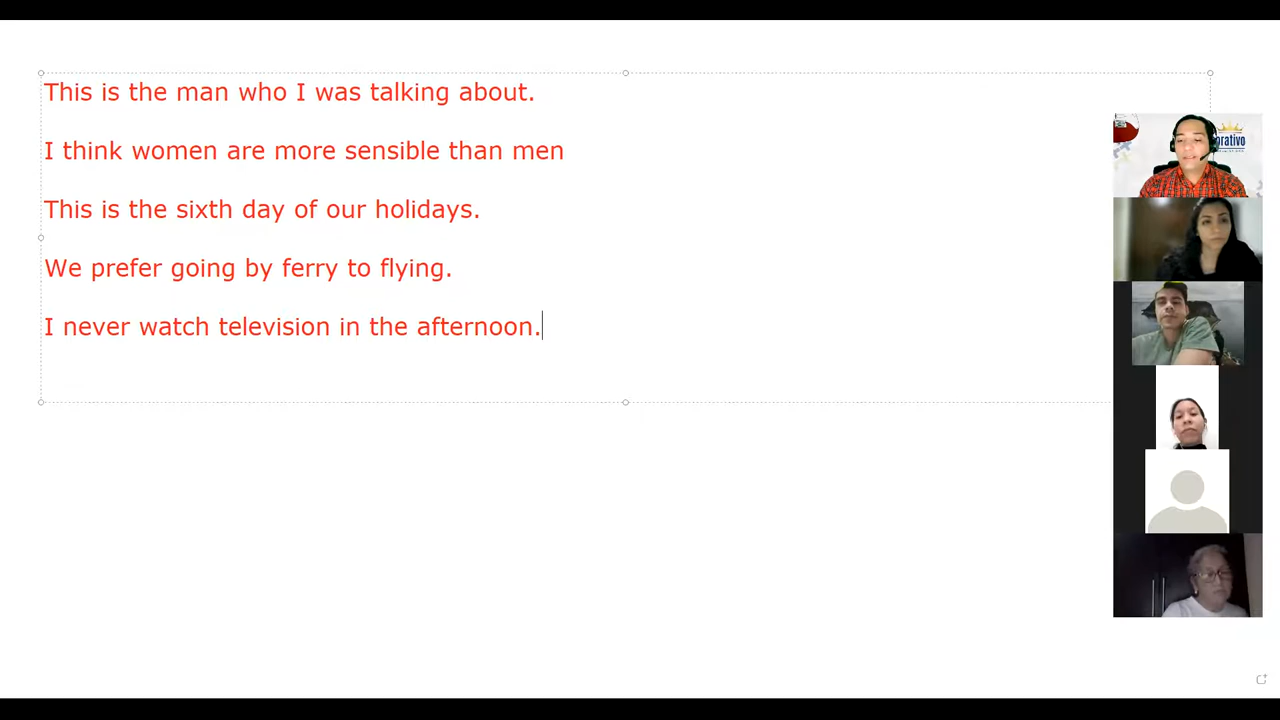 This is the man who I was talking about.
I think women are more sensible than men
This is the sixth day of our holidays.
We prefer going by ferry to flying.
I never watch television in the afternoon.
orativo